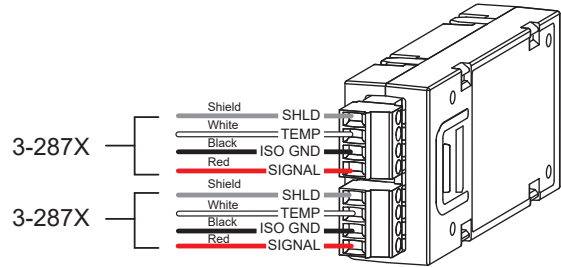 Shield SHLD
White TEMP
3-287X
Black ISO GND
Red SIGNAL
Shield SHLD
White TEMP
3-287X
Black ISO GND
Red SIGNAL